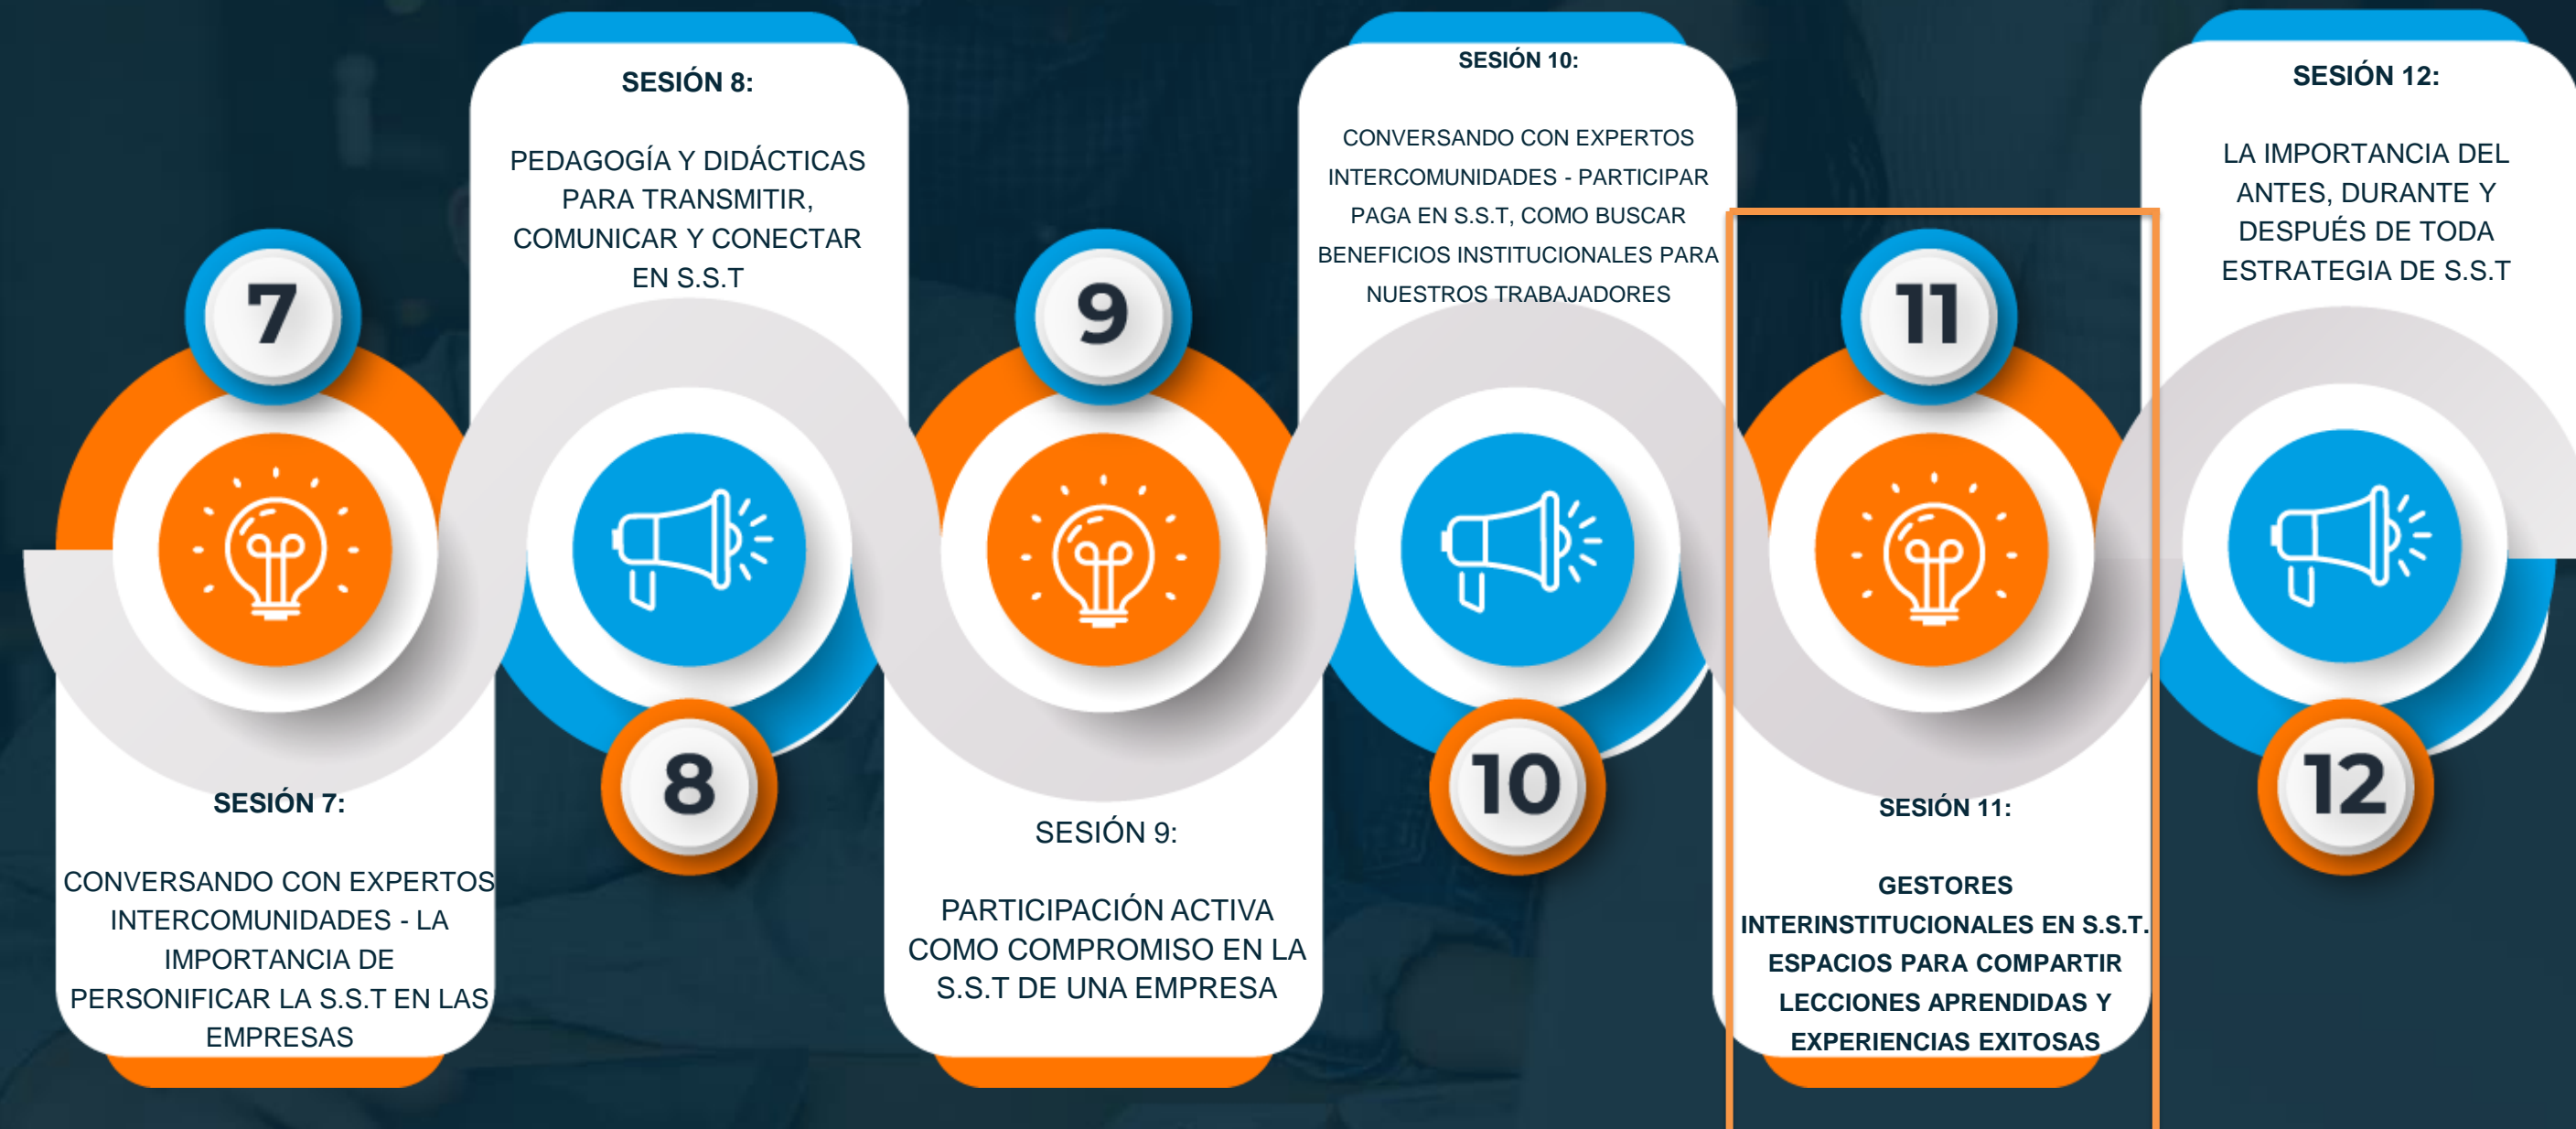 7
SESIÓN 7:
CONVERSANDO CON EXPERTOS
INTERCOMUNIDADES - LA
IMPORTANCIA DE
PERSONIFICAR LA S.S.T EN LAS
EMPRESAS
SESIÓN 8:
PEDAGOGÍA Y DIDÁCTICAS
PARA TRANSMITIR,
COMUNICAR Y CONECTAR
EN S.S.T
8
9
SESIÓN 9:
PARTICIPACIÓN ACTIVA
COMO COMPROMISO EN LA
S.S.T DE UNA EMPRESA
SESIÓN 10:
CONVERSANDO CON EXPERTOS
INTERCOMUNIDADES - PARTICIPAR
PAGA EN S.S.T, COMO BUSCAR
BENEFICIOS INSTITUCIONALES PARA
NUESTROS TRABAJADORES
10
11
SESIÓN 11:
GESTORES
INTERINSTITUCIONALES EN S.S.T.
ESPACIOS PARA COMPARTIR
LECCIONES APRENDIDAS Y
EXPERIENCIAS EXITOSAS
SESIÓN 12:
LA IMPORTANCIA DEL
ANTES, DURANTE Y
DESPUÉS DE TODA
ESTRATEGIA DE S.S.T
12